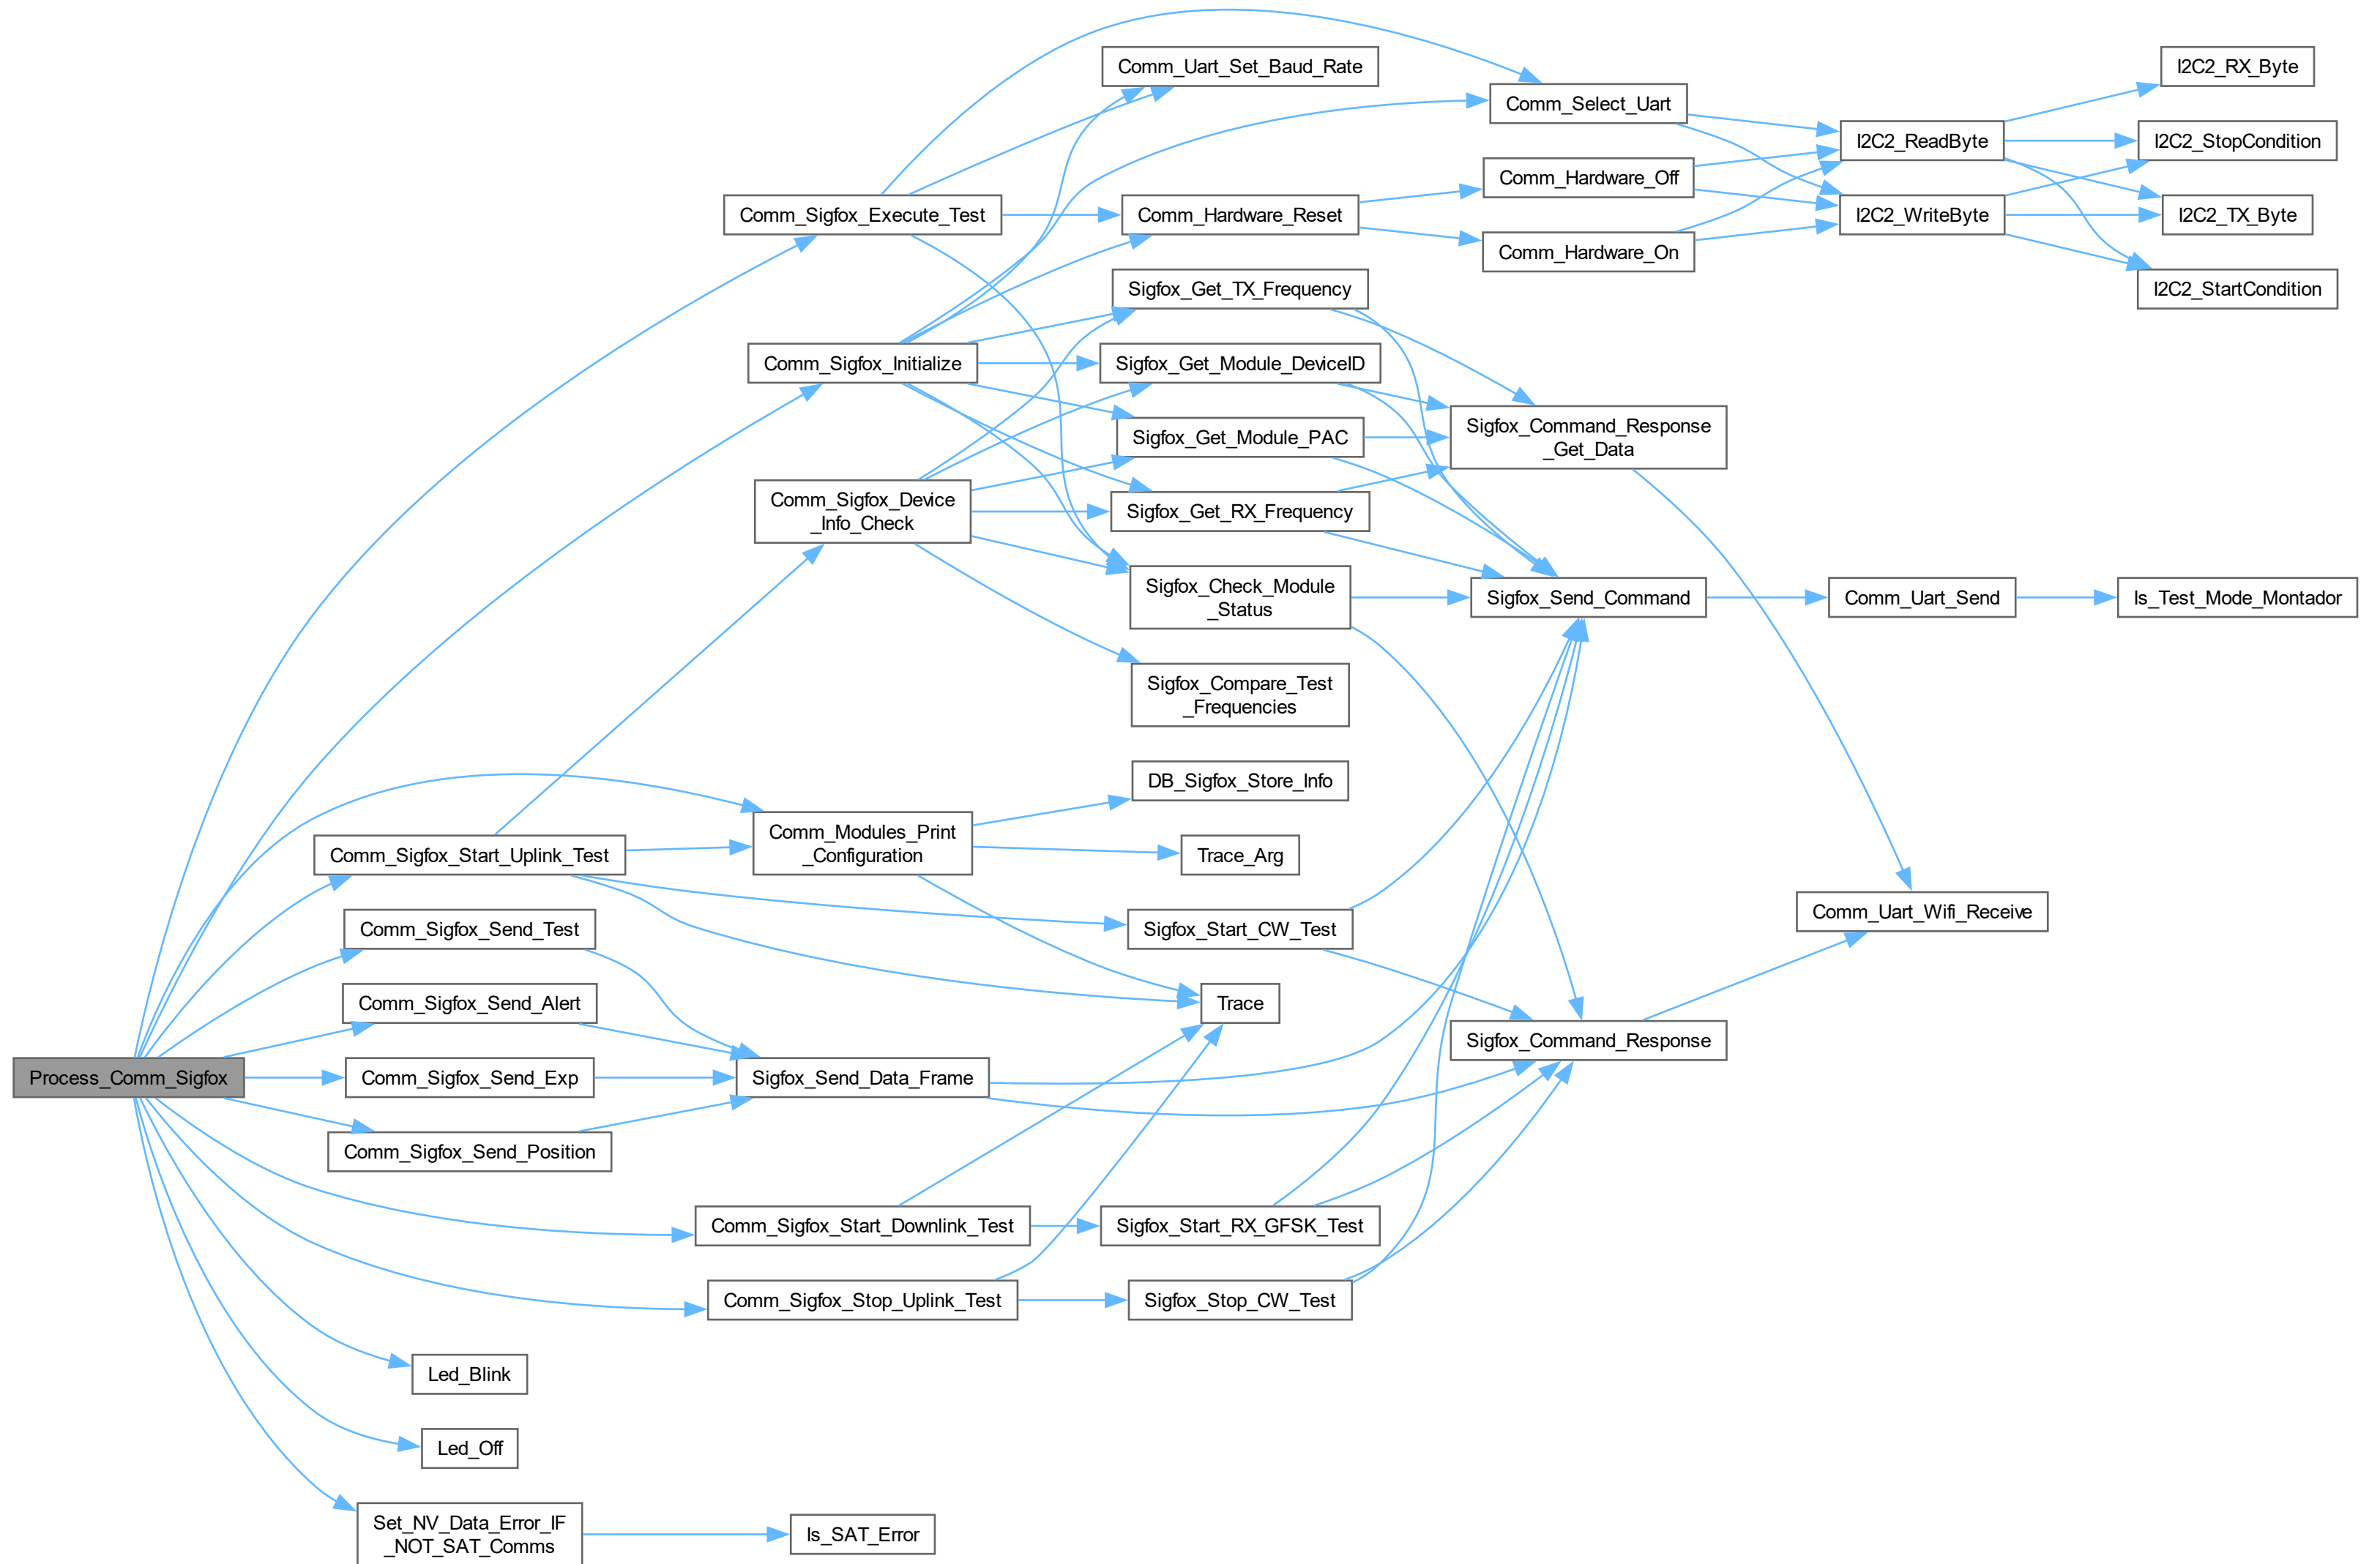 Process_Comm_Sigfox
Comm_Sigfox_Start_Uplink_Test
Comm_Sigfox_Send_Test
Comm_Sigfox_Send_Alert
Comm_Sigfox_Send_Exp
Comm_Sigfox_Send_Position
Led_Blink
Led_Off
Set_NV_Data_Error_IF
_NOT_SAT_Comms
Comm_Sigfox_Execute_Test
Comm_Sigfox_Initialize
Comm_Sigfox_Device
_Info_Check
Comm_Modules_Print
_Configuration
Sigfox_Send_Data_Frame
Comm_Sigfox_Start_Downlink_Test
Comm_Sigfox_Stop_Uplink_Test
Is_SAT_Error
Comm_Uart_Set_Baud_Rate
Comm_Hardware_Reset
Sigfox_Get_TX_Frequency
Sigfox_Get_Module_DeviceID
Sigfox_Get_Module_PAC
Sigfox_Get_RX_Frequency
Sigfox_Check_Module
_Status
Sigfox_Compare_Test
_Frequencies
DB_Sigfox_Store_Info
Trace_Arg
Sigfox_Start_CW_Test
Trace
Sigfox_Start_RX_GFSK_Test
Sigfox_Stop_CW_Test
Comm_Select_Uart
Comm_Hardware_Off
Comm_Hardware_On
Sigfox_Command_Response
_Get_Data
Sigfox_Send_Command
Sigfox_Command_Response
I2C2_ReadByte
I2C2_WriteByte
Comm_Uart_Send
Comm_Uart_Wifi_Receive
I2C2_RX_Byte
I2C2_StopCondition
I2C2_TX_Byte
I2C2_StartCondition
Is_Test_Mode_Montador